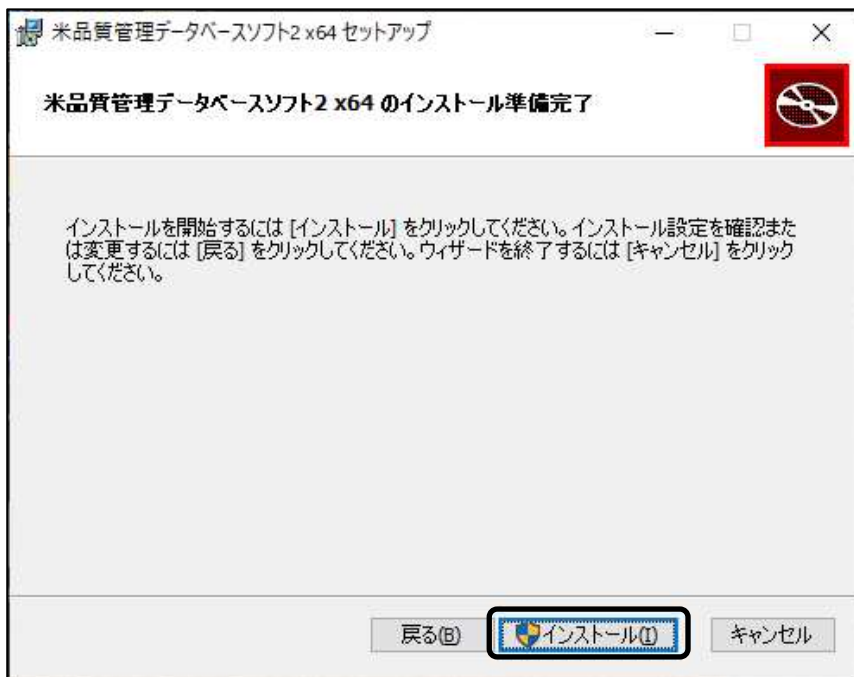 米品質管理データベースソフト2 x64 セットアップ
米品質管理データベースソフト2 x64 のインストール準備完了
インストールを開始するには [インストール] をクリックしてください。インストール設定を確認また
は変更するには [戻る] をクリックしてください。ウィザードを終了するには [キャンセル] をクリック
してください。
戻る(B) インストール(I) キャンセル